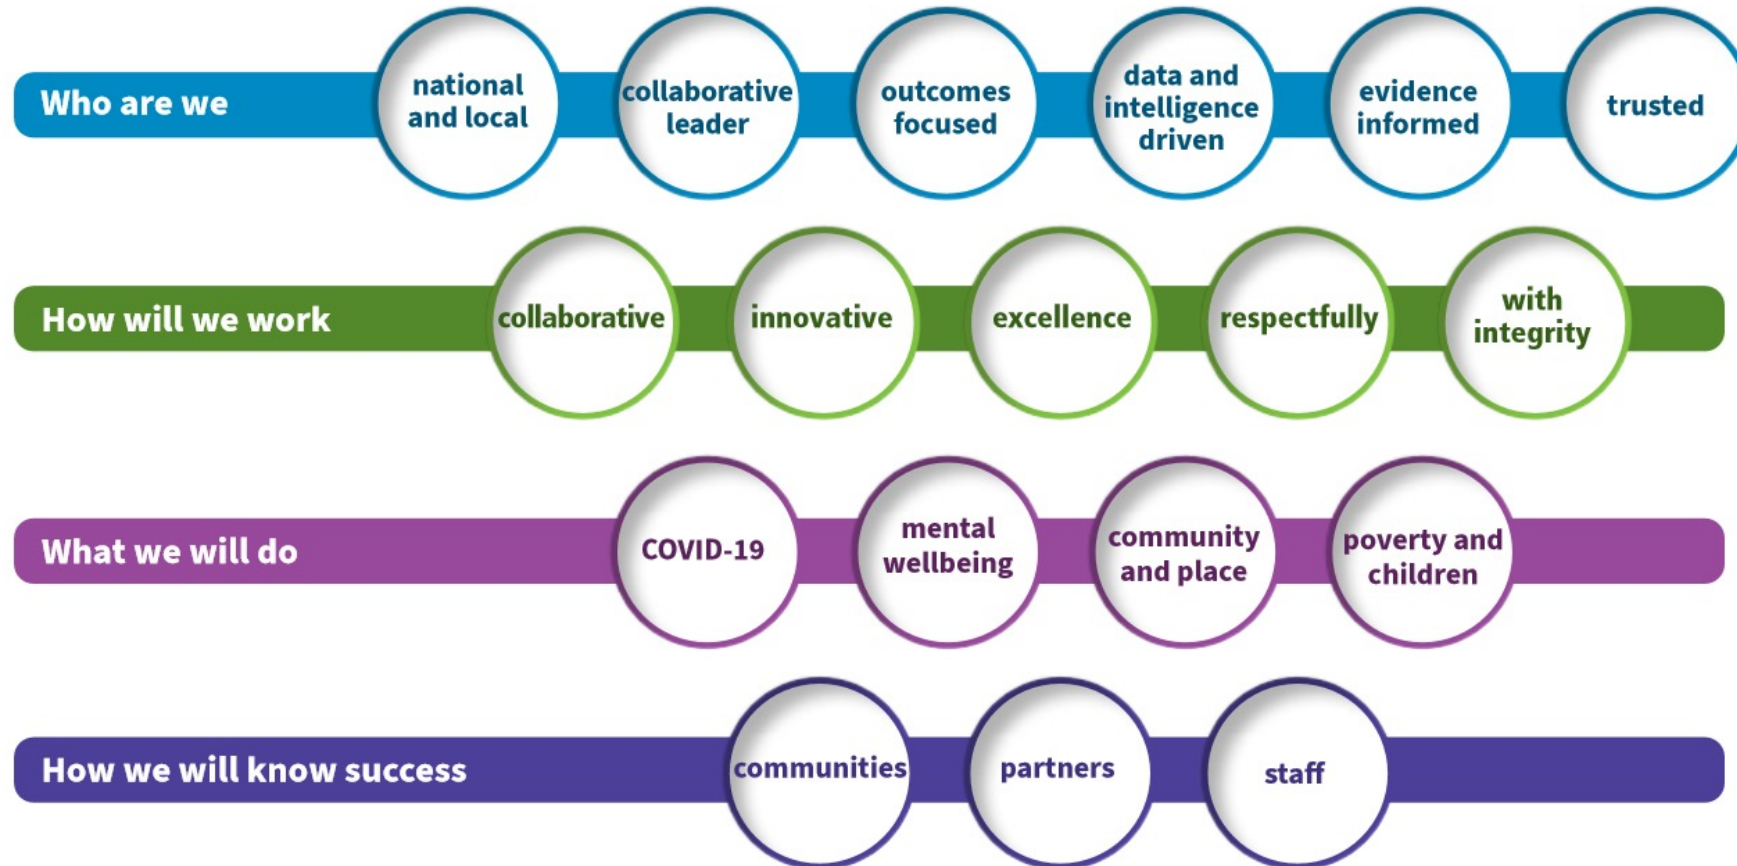 Who are we
national
and local
collaborative
leader
outcomes
focused
data and
intelligence
driven
evidence
informed
trusted
How will we work
collaborative
innovative
excellence
respectfully
with
integrity
What we will do
COVID-19
mental
wellbeing
community
and place
poverty and
children
How we will know success
communities
partners
staff